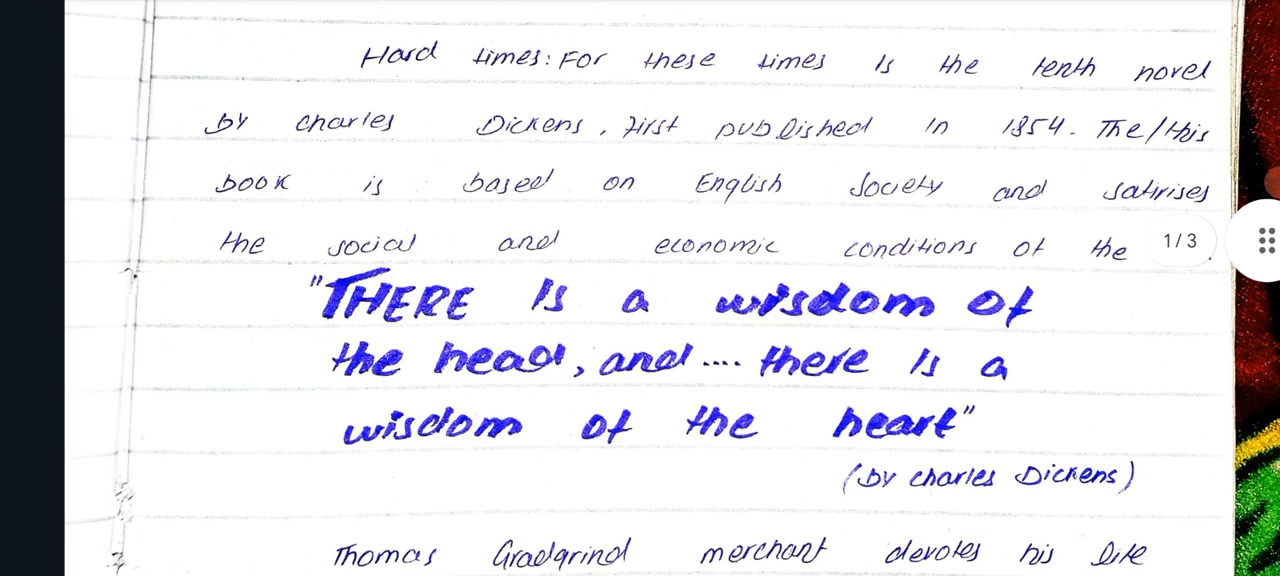 Hard times: For these times Is the tenth novel
by charles Dickens, first published In 1854. The/this
book is based on English Society and satirises
the social and economic conditions of the
1/3
"THERE Is a wisdom of
the head, and .... there Is a
wisdom of the heart"
(by charles Dickens)
Thomas Gradgrind merchant devotes his life